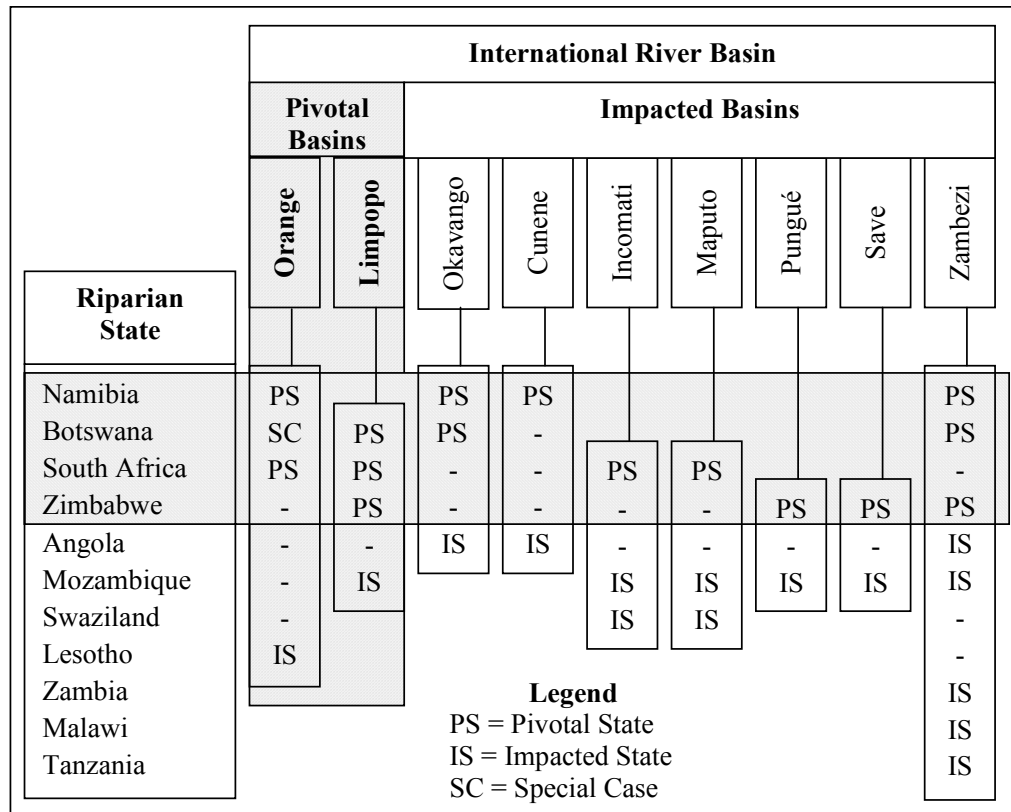 International River Basin
Pivotal Basins
Impacted Basins
Orange
Limpopo
Okavango
Cunene
Incomati
Maputo
Pungué
Save
Zambezi
Riparian State
Namibia PS PS PS PS
Botswana SC PS PS - PS
South Africa PS PS - - PS PS -
Zimbabwe - PS - - - - PS PS PS
Angola - - IS IS - - - - IS
Mozambique - IS IS IS IS IS IS
Swaziland - IS IS -
Lesotho IS -
Zambia IS
Malawi IS
Tanzania IS
Legend
PS = Pivotal State
IS = Impacted State
SC = Special Case